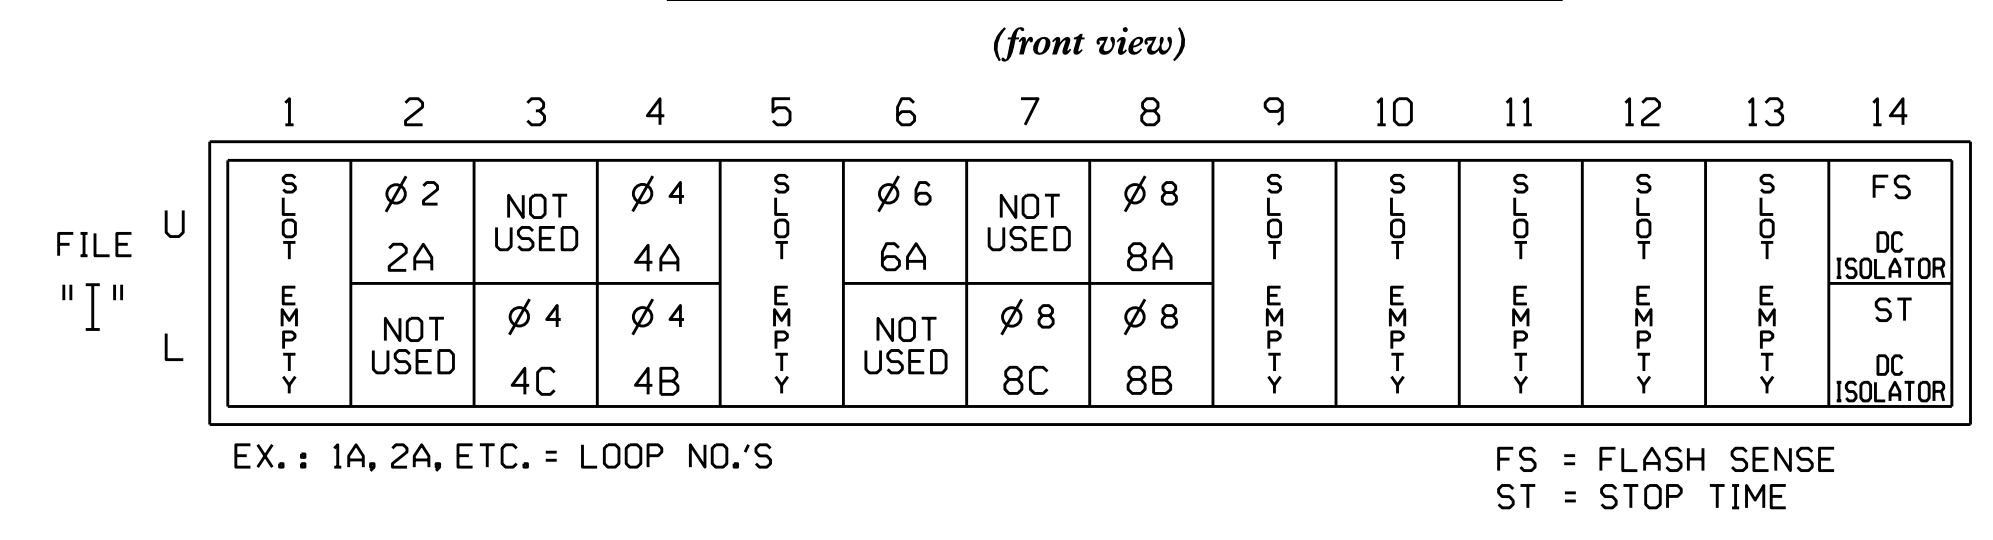 (front view)
1 2 3 4 5 6 7 8 9 10 11 12 13 14
FILE
"I"
U
L
SLOT EMPTY
Ø 2
2A
NOT
USED
NOT
USED
Ø 4
4C
Ø 4
4A
Ø 4
4B
SLOT EMPTY
Ø 6
6A
NOT
USED
NOT
USED
Ø 8
8C
Ø 8
8A
Ø 8
8B
SLOT EMPTY
SLOT EMPTY
SLOT EMPTY
SLOT EMPTY
SLOT EMPTY
FS
DC
ISOLATOR
ST
DC
ISOLATOR
EX.: 1A, 2A, ETC. = LOOP NO.'S
FS = FLASH SENSE
ST = STOP TIME